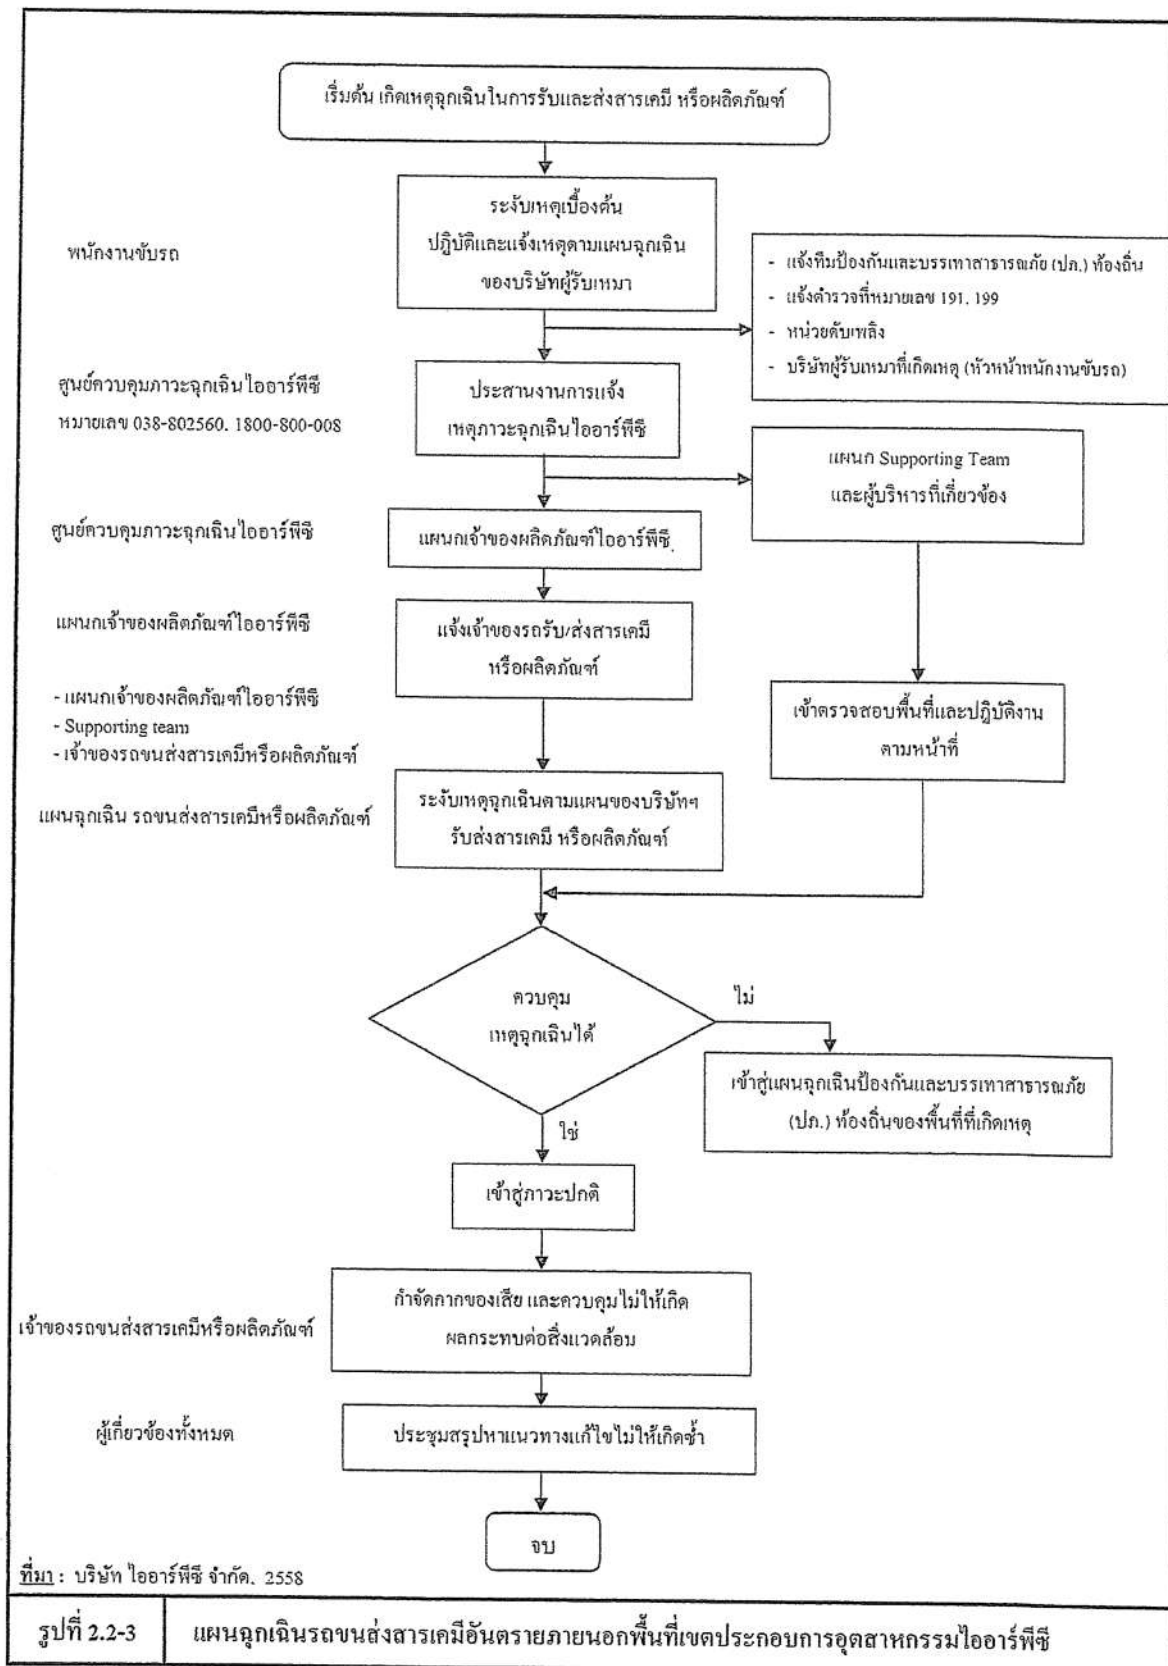 เริ่มต้น เกิดเหตุฉุกเฉินในการรับและส่งสารเคมี หรือผลิตภัณฑ์
พนักงานขับรถ
ระงับเหตุเบื้องต้น
ปฏิบัติและแจ้งเหตุตามแผนฉุกเฉิน
ของบริษัทผู้รับเหมา
- แจ้งทีมป้องกันและบรรเทาสาธารณภัย (ปภ.) ท้องถิ่น
- แจ้งตำรวจที่หมายเลข 191, 199
- หน่วยดับเพลิง
- บริษัทผู้รับเหมาที่เกิดเหตุ (หัวหน้าพนักงานขับรถ)
ศูนย์ควบคุมภาวะฉุกเฉินไออาร์พีซี
หมายเลข 038-802560, 1800-800-008
ประสานงานการแจ้ง
เหตุภาวะฉุกเฉินไออาร์พีซี
แผนก Supporting Team
และผู้บริหารที่เกี่ยวข้อง
ศูนย์ควบคุมภาวะฉุกเฉินไออาร์พีซี
แผนกเจ้าของผลิตภัณฑ์ไออาร์พีซี
แผนกเจ้าของผลิตภัณฑ์ไออาร์พีซี
แจ้งเจ้าของรถรับ/ส่งสารเคมี
หรือผลิตภัณฑ์
- แผนกเจ้าของผลิตภัณฑ์ไออาร์พีซี
- Supporting team
- เจ้าของรถขนส่งสารเคมีหรือผลิตภัณฑ์
เข้าตรวจสอบพื้นที่และปฏิบัติงาน
ตามหน้าที่
แผนฉุกเฉิน รถขนส่งสารเคมีหรือผลิตภัณฑ์
ระงับเหตุฉุกเฉินตามแผนของบริษัทฯ
รับส่งสารเคมี หรือผลิตภัณฑ์
ควบคุม
เหตุฉุกเฉินได้
ไม่
เข้าสู่แผนฉุกเฉินป้องกันและบรรเทาสาธารณภัย
(ปภ.) ท้องถิ่นของพื้นที่ที่เกิดเหตุ
ใช่
เข้าสู่ภาวะปกติ
เจ้าของรถขนส่งสารเคมีหรือผลิตภัณฑ์
กำจัดกากของเสีย และควบคุมไม่ให้เกิด
ผลกระทบต่อสิ่งแวดล้อม
ผู้เกี่ยวข้องทั้งหมด
ประชุมสรุปหาแนวทางแก้ไขไม่ให้เกิดซ้ำ
จบ
ที่มา : บริษัท ไออาร์พีซี จำกัด, 2558
รูปที่ 2.2-3
แผนฉุกเฉินรถขนส่งสารเคมีอันตรายภายนอกพื้นที่เขตประกอบการอุตสาหกรรมไออาร์พีซี